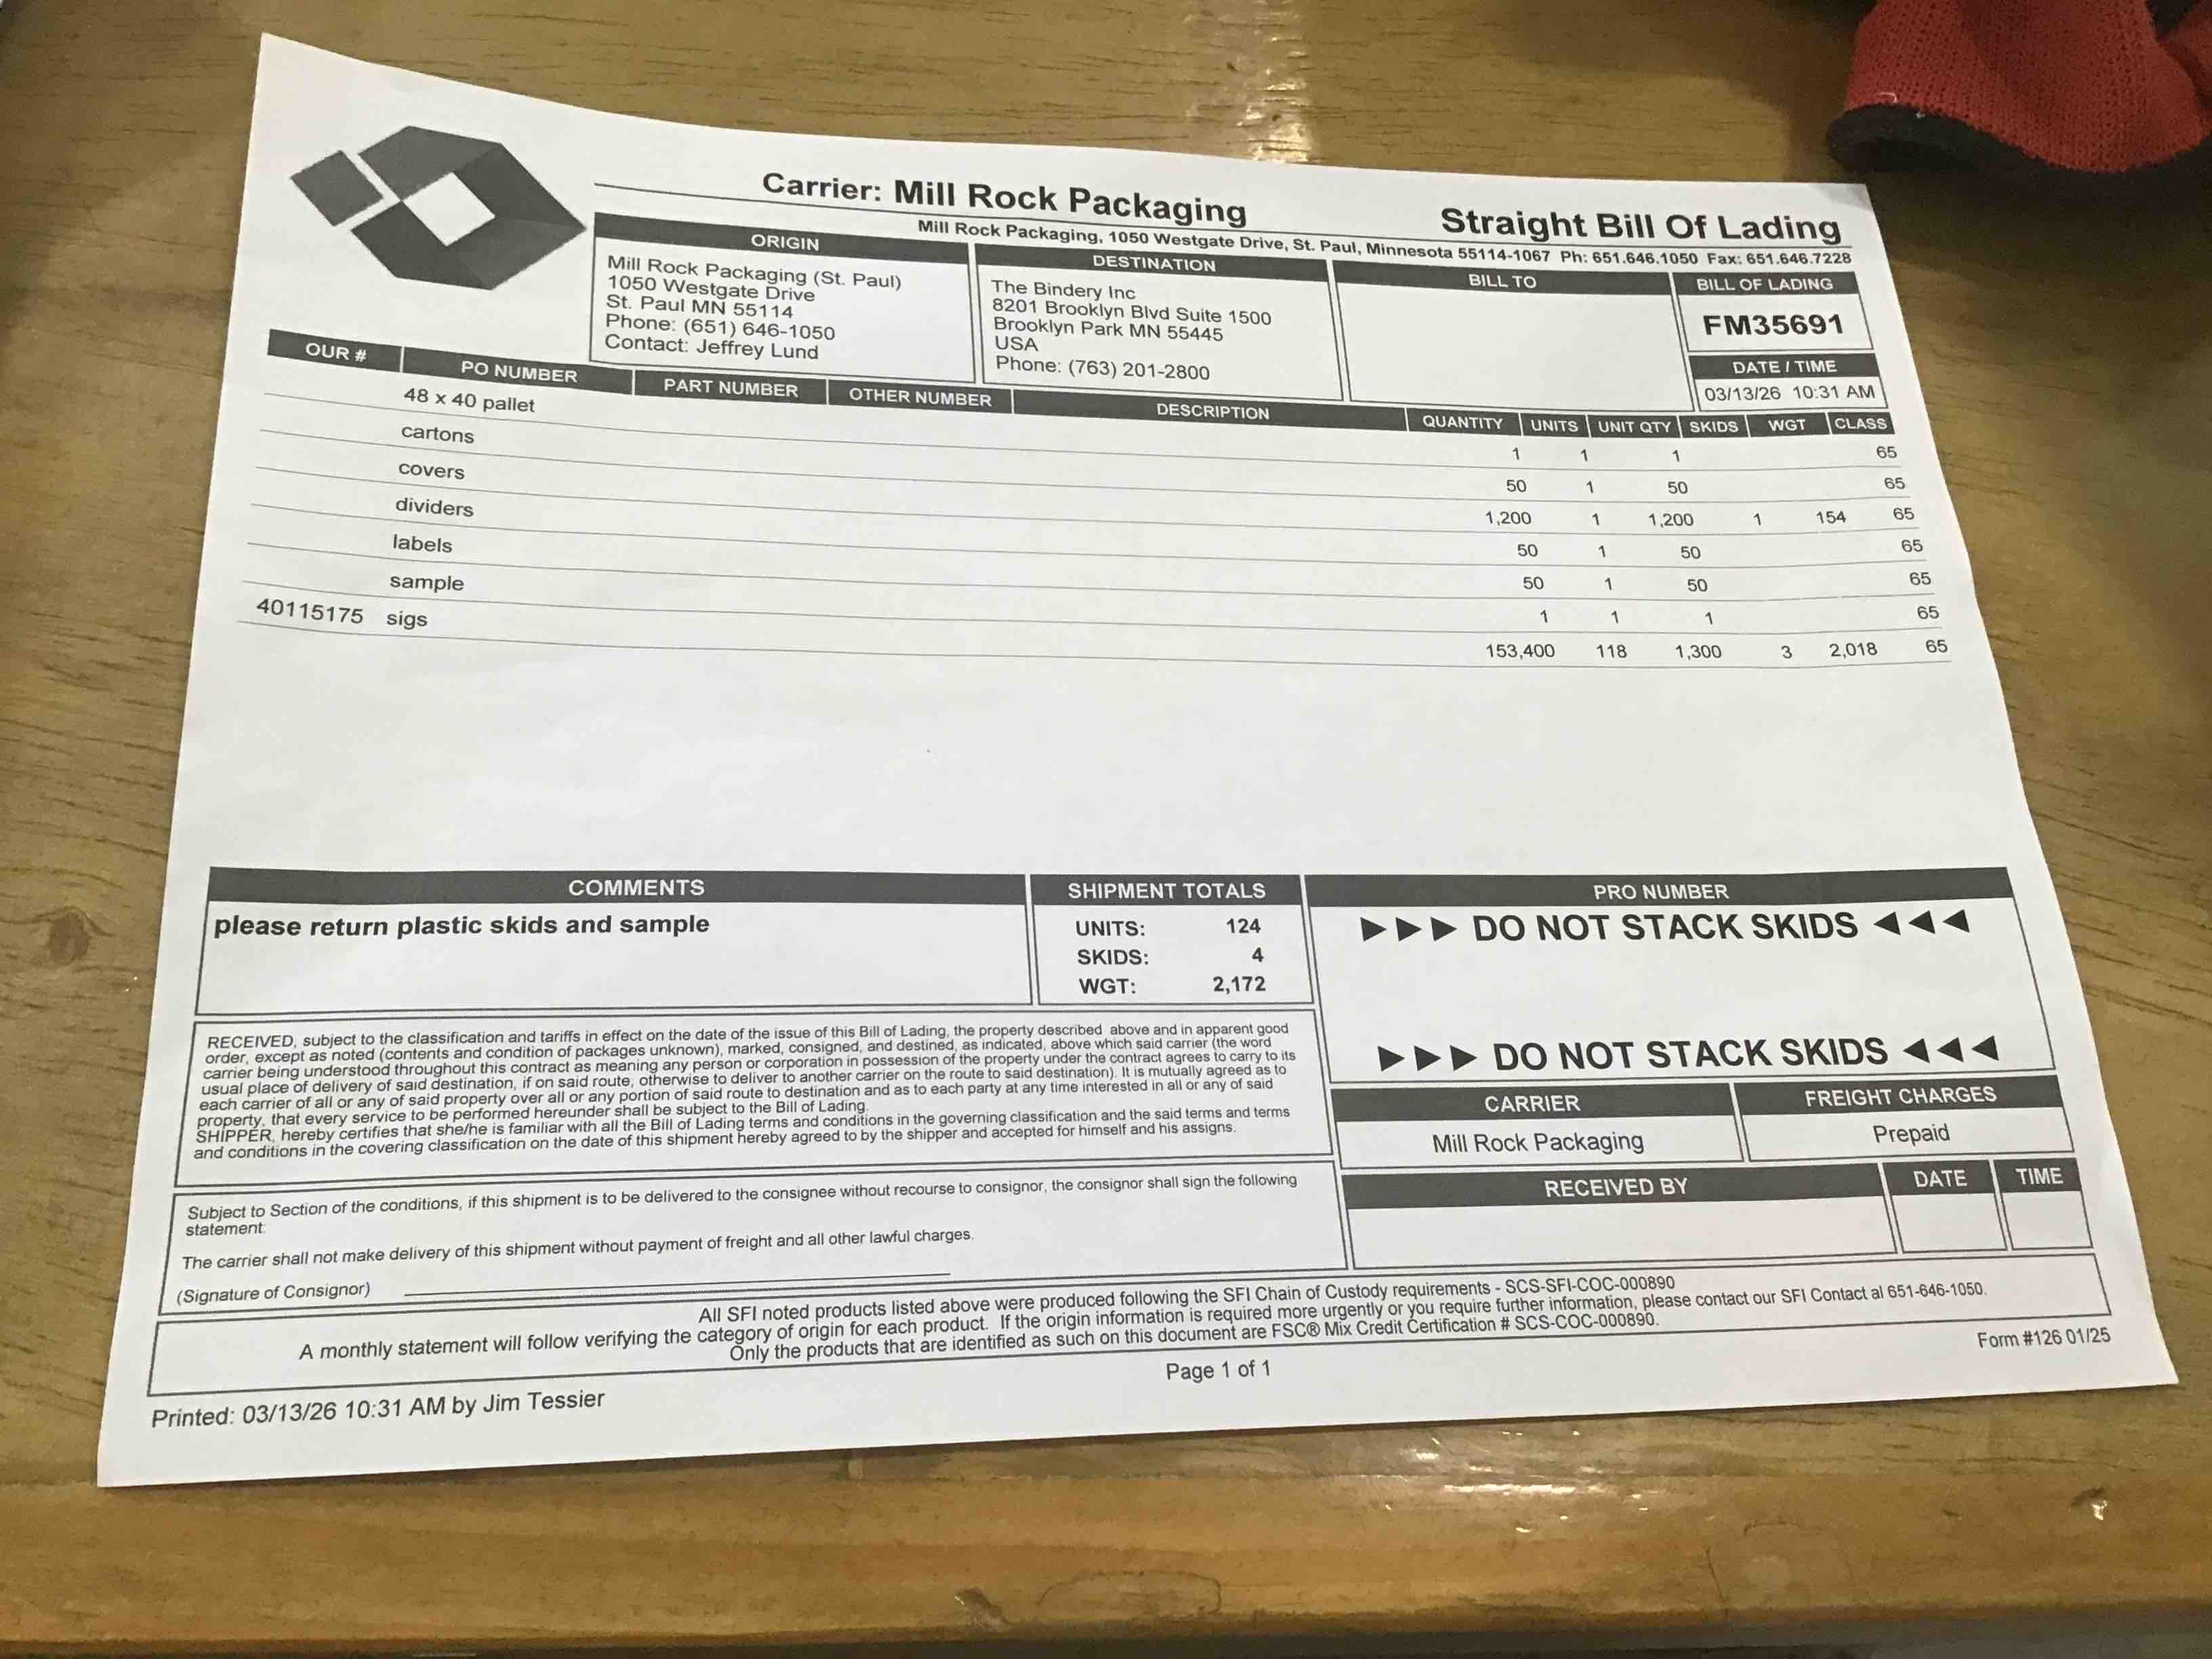 Carrier: Mill Rock Packaging
Straight Bill Of Lading
Mill Rock Packaging, 1050 Westgate Drive, St. Paul, Minnesota 55114-1067 Ph: 651.646.1050 Fax: 651.646.7228
ORIGIN
Mill Rock Packaging (St. Paul)
1050 Westgate Drive
St. Paul MN 55114
Phone: (651) 646-1050
Contact: Jeffrey Lund
DESTINATION
The Bindery Inc
8201 Brooklyn Blvd Suite 1500
Brooklyn Park MN 55445
USA
Phone: (763) 201-2800
BILL TO
BILL OF LADING
FM35691
DATE / TIME
03/13/26 10:31 AM
OUR # PO NUMBER PART NUMBER OTHER NUMBER DESCRIPTION QUANTITY UNITS UNIT QTY SKIDS WGT CLASS
48 x 40 pallet 1 1 1 65
cartons 50 1 50 65
covers 1,200 1 1,200 1 154 65
dividers 50 1 50 65
labels 50 1 50 65
sample 1 1 1 65
40115175 sigs 153,400 118 1,300 3 2,018 65
COMMENTS
please return plastic skids and sample
SHIPMENT TOTALS
UNITS: 124
SKIDS: 4
WGT: 2,172
PRO NUMBER
►►► DO NOT STACK SKIDS ◄◄◄
►►► DO NOT STACK SKIDS ◄◄◄
RECEIVED, subject to the classification and tariffs in effect on the date of the issue of this Bill of Lading, the property described above and in apparent good
order, except as noted (contents and condition of packages unknown), marked, consigned, and destined, as indicated, above which said carrier (the word
carrier being understood throughout this contract as meaning any person or corporation in possession of the property under the contract agrees to carry to its
usual place of delivery of said destination, if on said route, otherwise to deliver to another carrier on the route to said destination). It is mutually agreed as to
each carrier of all or any of said property over all or any portion of said route to destination and as to each party at any time interested in all or any of said
property, that every service to be performed hereunder shall be subject to the Bill of Lading.
SHIPPER, hereby certifies that she/he is familiar with all the Bill of Lading terms and conditions in the governing classification and the said terms and terms
and conditions in the covering classification on the date of this shipment hereby agreed to by the shipper and accepted for himself and his assigns.
CARRIER
Mill Rock Packaging
FREIGHT CHARGES
Prepaid
RECEIVED BY
DATE
TIME
Subject to Section of the conditions, if this shipment is to be delivered to the consignee without recourse to consignor, the consignor shall sign the following
statement.
The carrier shall not make delivery of this shipment without payment of freight and all other lawful charges.
(Signature of Consignor)
All SFI noted products listed above were produced following the SFI Chain of Custody requirements - SCS-SFI-COC-000890
A monthly statement will follow verifying the category of origin for each product. If the origin information is required more urgently or you require further information, please contact our SFI Contact al 651-646-1050.
Only the products that are identified as such on this document are FSC® Mix Credit Certification # SCS-COC-000890.
Form #126 01/25
Page 1 of 1
Printed: 03/13/26 10:31 AM by Jim Tessier